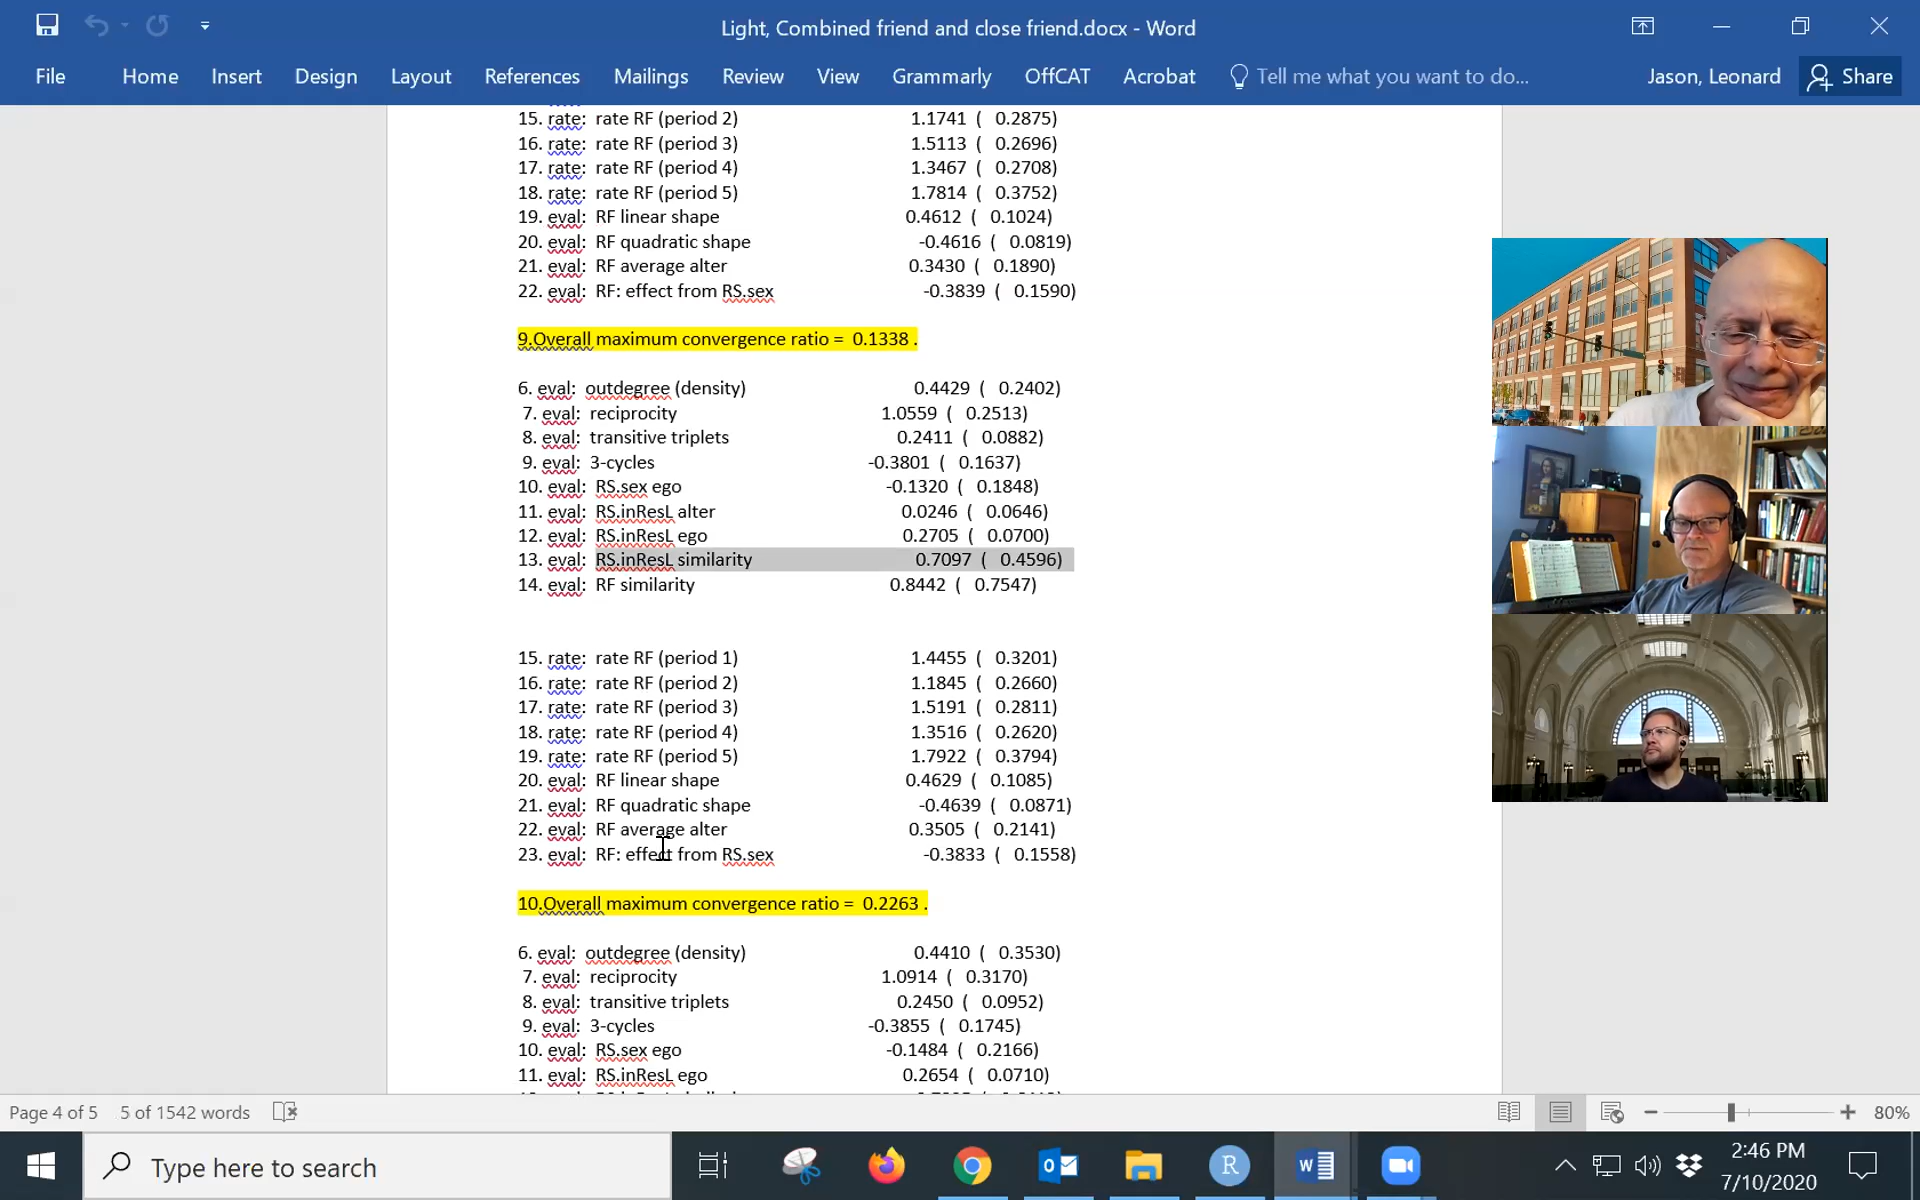 Light, Combined friend and close friend.docx - Word
File Home Insert Design Layout References Mailings Review View Grammarly OffCAT Acrobat Tell me what you want to do... Jason, Leonard Share
15. rate: rate RF (period 2) 1.1741 ( 0.2875)
16. rate: rate RF (period 3) 1.5113 ( 0.2696)
17. rate: rate RF (period 4) 1.3467 ( 0.2708)
18. rate: rate RF (period 5) 1.7814 ( 0.3752)
19. eval: RF linear shape 0.4612 ( 0.1024)
20. eval: RF quadratic shape -0.4616 ( 0.0819)
21. eval: RF average alter 0.3430 ( 0.1890)
22. eval: RF: effect from RS.sex -0.3839 ( 0.1590)
9.Overall maximum convergence ratio = 0.1338 .
6. eval: outdegree (density) 0.4429 ( 0.2402)
7. eval: reciprocity 1.0559 ( 0.2513)
8. eval: transitive triplets 0.2411 ( 0.0882)
9. eval: 3-cycles -0.3801 ( 0.1637)
10. eval: RS.sex ego -0.1320 ( 0.1848)
11. eval: RS.inResL alter 0.0246 ( 0.0646)
12. eval: RS.inResL ego 0.2705 ( 0.0700)
13. eval: RS.inResL similarity 0.7097 ( 0.4596)
14. eval: RF similarity 0.8442 ( 0.7547)
15. rate: rate RF (period 1) 1.4455 ( 0.3201)
16. rate: rate RF (period 2) 1.1845 ( 0.2660)
17. rate: rate RF (period 3) 1.5191 ( 0.2811)
18. rate: rate RF (period 4) 1.3516 ( 0.2620)
19. rate: rate RF (period 5) 1.7922 ( 0.3794)
20. eval: RF linear shape 0.4629 ( 0.1085)
21. eval: RF quadratic shape -0.4639 ( 0.0871)
22. eval: RF average alter 0.3505 ( 0.2141)
23. eval: RF: effect from RS.sex -0.3833 ( 0.1558)
10.Overall maximum convergence ratio = 0.2263 .
6. eval: outdegree (density) 0.4410 ( 0.3530)
7. eval: reciprocity 1.0914 ( 0.3170)
8. eval: transitive triplets 0.2450 ( 0.0952)
9. eval: 3-cycles -0.3855 ( 0.1745)
10. eval: RS.sex ego -0.1484 ( 0.2166)
11. eval: RS.inResL ego 0.2654 ( 0.0710)
Page 4 of 5 5 of 1542 words 80%
Type here to search
2:46 PM
7/10/2020